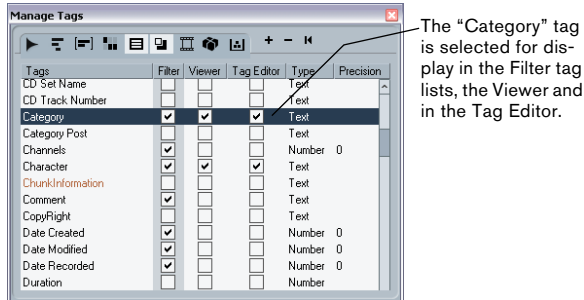 Manage Tags
Tags Filter Viewer Tag Editor Type Precision
CD Set Name Text
CD Track Number Text
Category Text
Category Post Text
Channels Number 0
Character Text
ChunkInformation Text
Comment Text
CopyRight Text
Date Created Number 0
Date Modified Number 0
Date Recorded Number 0
Duration Number
The “Category” tag
is selected for dis-
play in the Filter tag
lists, the Viewer and
in the Tag Editor.